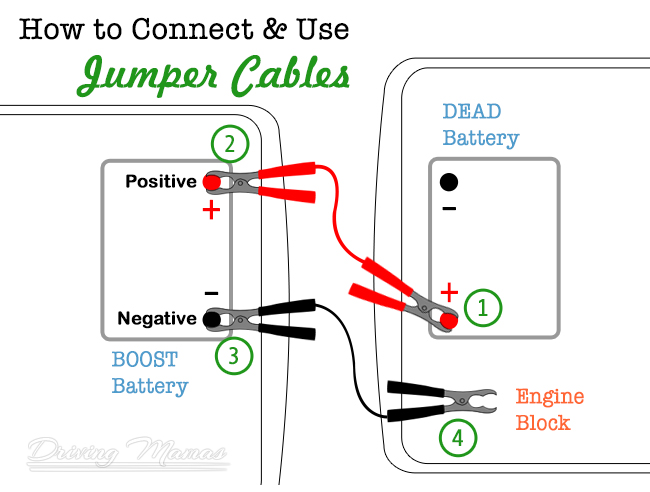 How to Connect & Use
Jumper Cables
DEAD
Battery
2
Positive
+
−
−
+
1
Negative
3
BOOST
Battery
Engine
Block
4
Driving Mamas